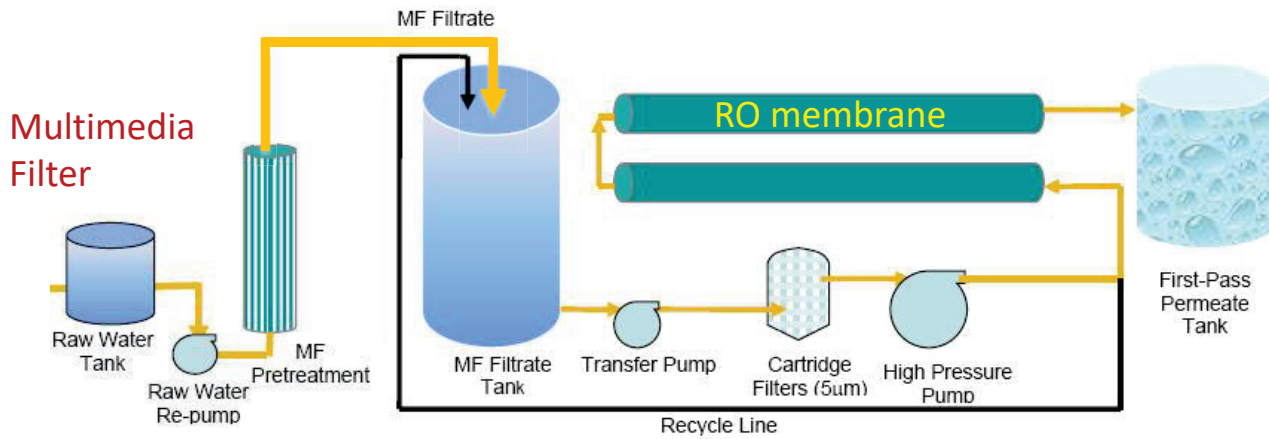 MF Filtrate
Multimedia
Filter
RO membrane
Raw Water
Tank
Raw Water
Re-pump
MF
Pretreatment
MF Filtrate
Tank
Transfer Pump
Cartridge
Filters (5µm)
High Pressure
Pump
First-Pass
Permeate
Tank
Recycle Line